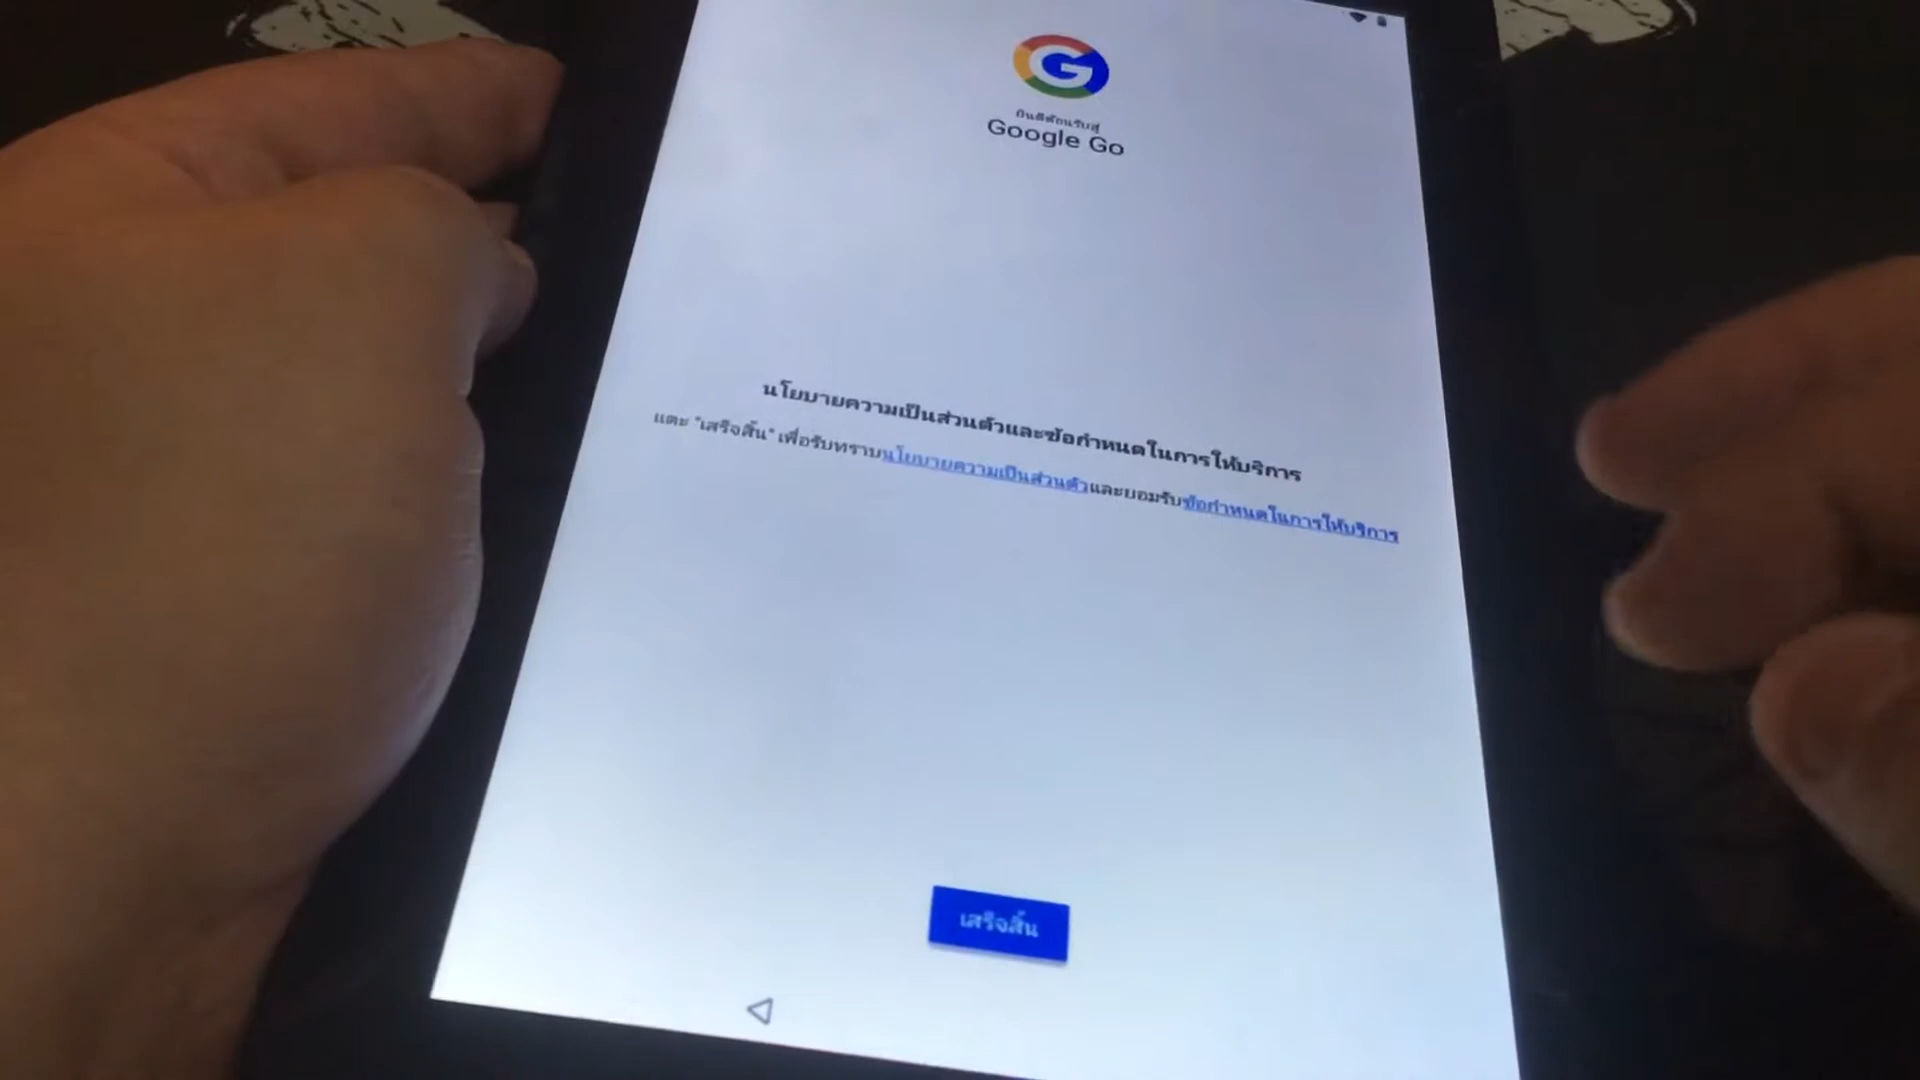 ยินดีต้อนรับสู่
Google Go
นโยบายความเป็นส่วนตัวและข้อกำหนดในการให้บริการ
แตะ "เสร็จสิ้น" เพื่อรับทราบนโยบายความเป็นส่วนตัวและยอมรับข้อกำหนดในการให้บริการ
เสร็จสิ้น